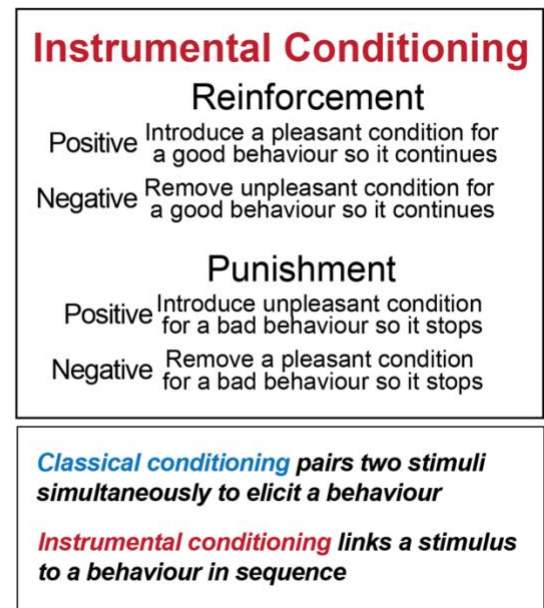 Instrumental Conditioning
Reinforcement
Positive Introduce a pleasant condition for
a good behaviour so it continues
Negative Remove unpleasant condition for
a good behaviour so it continues
Punishment
Positive Introduce unpleasant condition
for a bad behaviour so it stops
Negative Remove a pleasant condition
for a bad behaviour so it stops
Classical conditioning pairs two stimuli
simultaneously to elicit a behaviour
Instrumental conditioning links a stimulus
to a behaviour in sequence